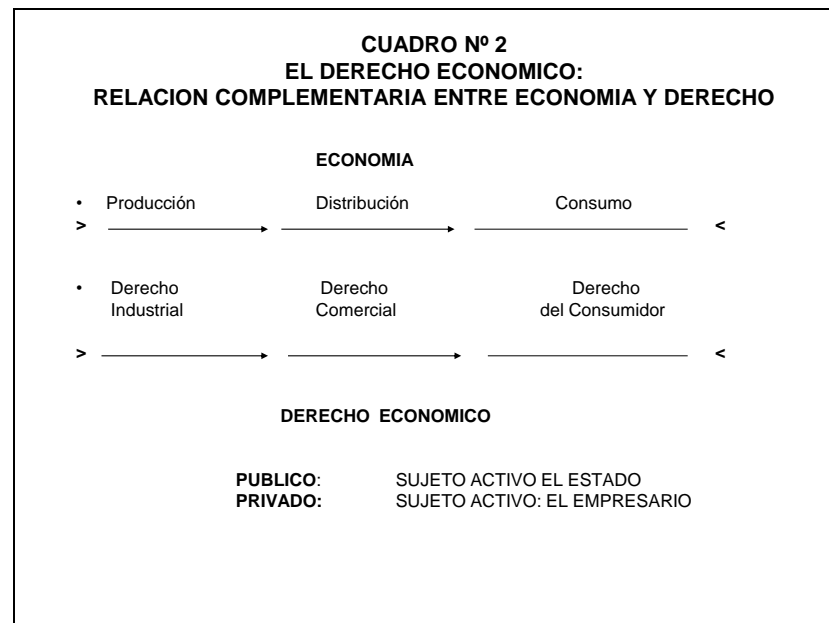 CUADRO Nº 2
EL DERECHO ECONOMICO:
RELACION COMPLEMENTARIA ENTRE ECONOMIA Y DERECHO
ECONOMIA
• Producción Distribución Consumo
> <
• Derecho Derecho Derecho
Industrial Comercial del Consumidor
> <
DERECHO ECONOMICO
PUBLICO: SUJETO ACTIVO EL ESTADO
PRIVADO: SUJETO ACTIVO: EL EMPRESARIO